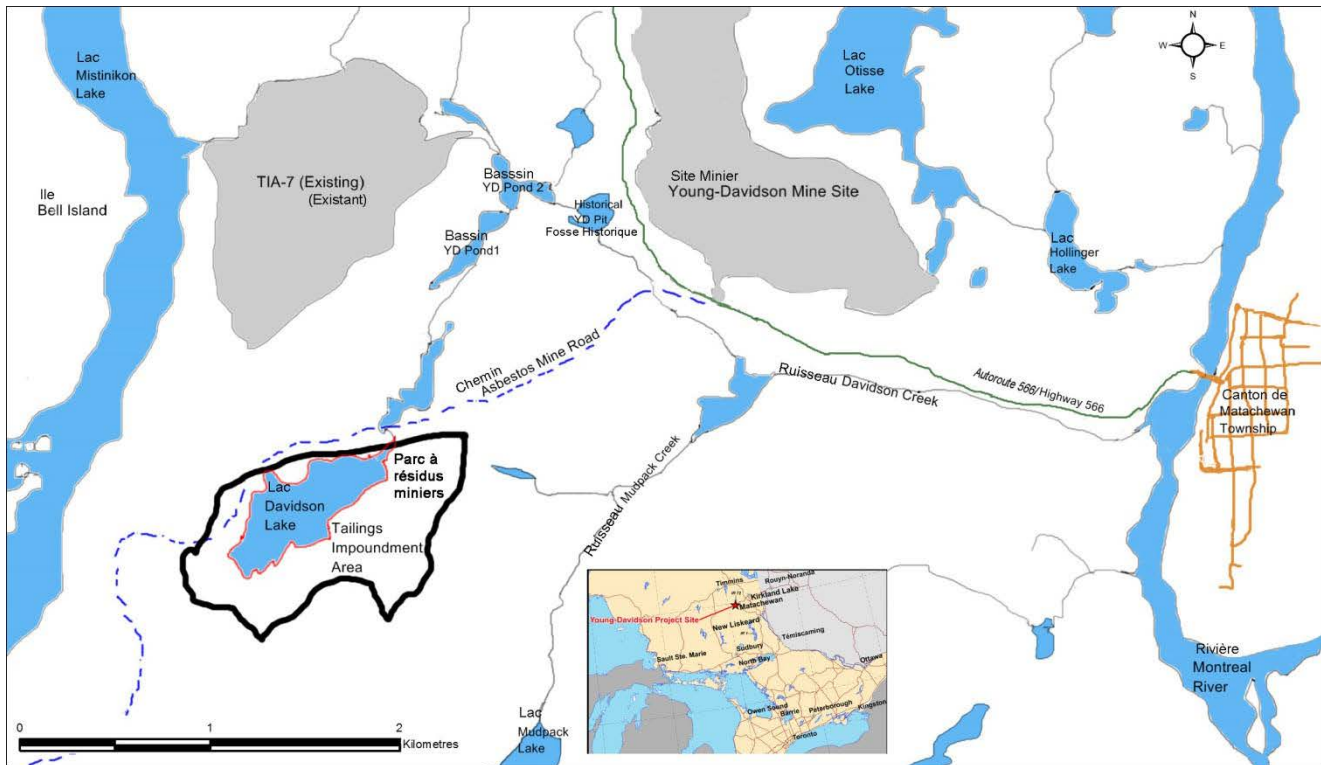 Lac
Mistinikon
Lake
Ile
Bell Island
TIA-7 (Existing)
(Existant)
Basssin
YD Pond 2
Bassin
YD Pond1
Historical
YD Pit
Fosse Historique
Site Minier
Young-Davidson Mine Site
Lac
Otisse
Lake
N
W
E
S
Lac
Hollinger
Lake
Chemin
Asbestos Mine Road
Ruisseau Davidson Creek
Autoroute 566/Highway 566
Canton de
Matachewan
Township
Parc à
résidus
miniers
Lac
Davidson
Lake
Tailings
Impoundment
Area
Ruisseau Mudpack Creek
Lac
Mudpack
Lake
Rivière
Montreal
River
0
1
2
Kilometres
Timmins
Rouyn-Noranda
Kirkland Lake
Matachewan
Young-Davidson Project Site
New Liskeard
Témiscaming
Sudbury
Sault Ste. Marie
North Bay
Ottawa
Owen Sound
Barrie
Peterborough
Kingston
Toronto